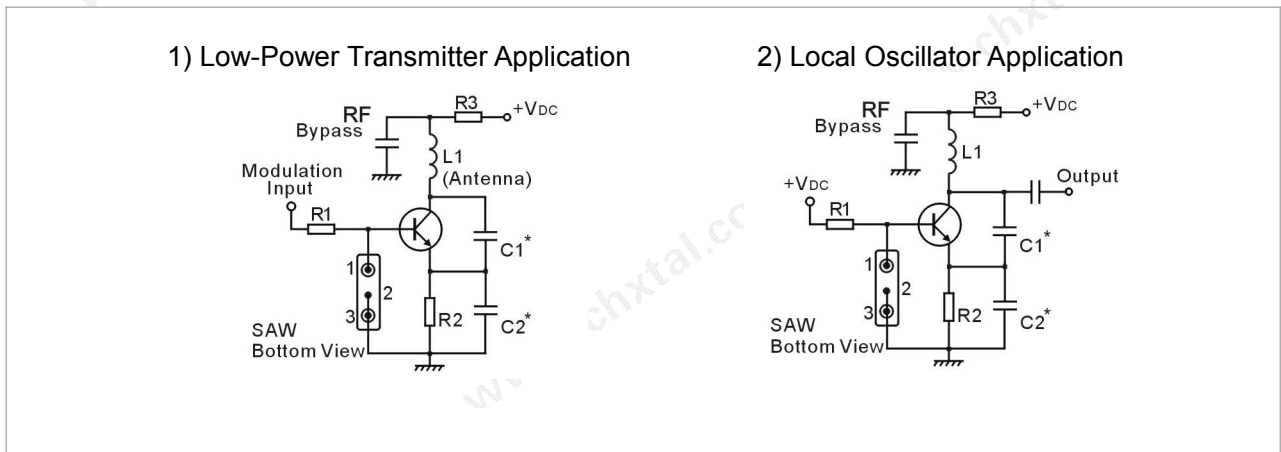 1) Low-Power Transmitter Application
RF
Bypass
R3
+VDC
L1
(Antenna)
Modulation
Input
R1
C1*
1
2
3
R2
C2*
SAW
Bottom View
2) Local Oscillator Application
RF
Bypass
R3
+VDC
L1
+VDC
Output
R1
C1*
1
2
3
R2
C2*
SAW
Bottom View
chxtal.cc